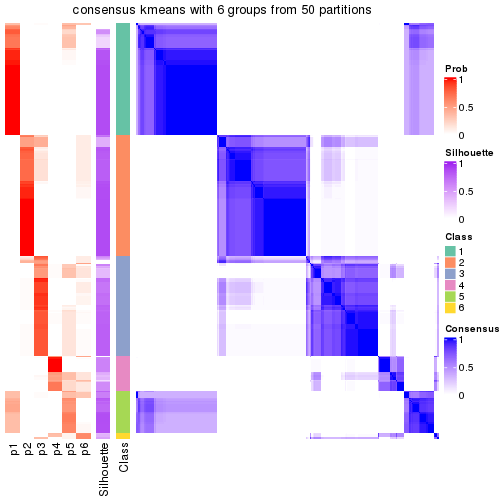 consensus kmeans with 6 groups from 50 partitions
Prob
1
0.5
0
Silhouette
1
0.5
0
Class
1
2
3
4
5
6
Consensus
1
0.5
0
p1
p2
p3
p4
p5
p6
Silhouette
Class